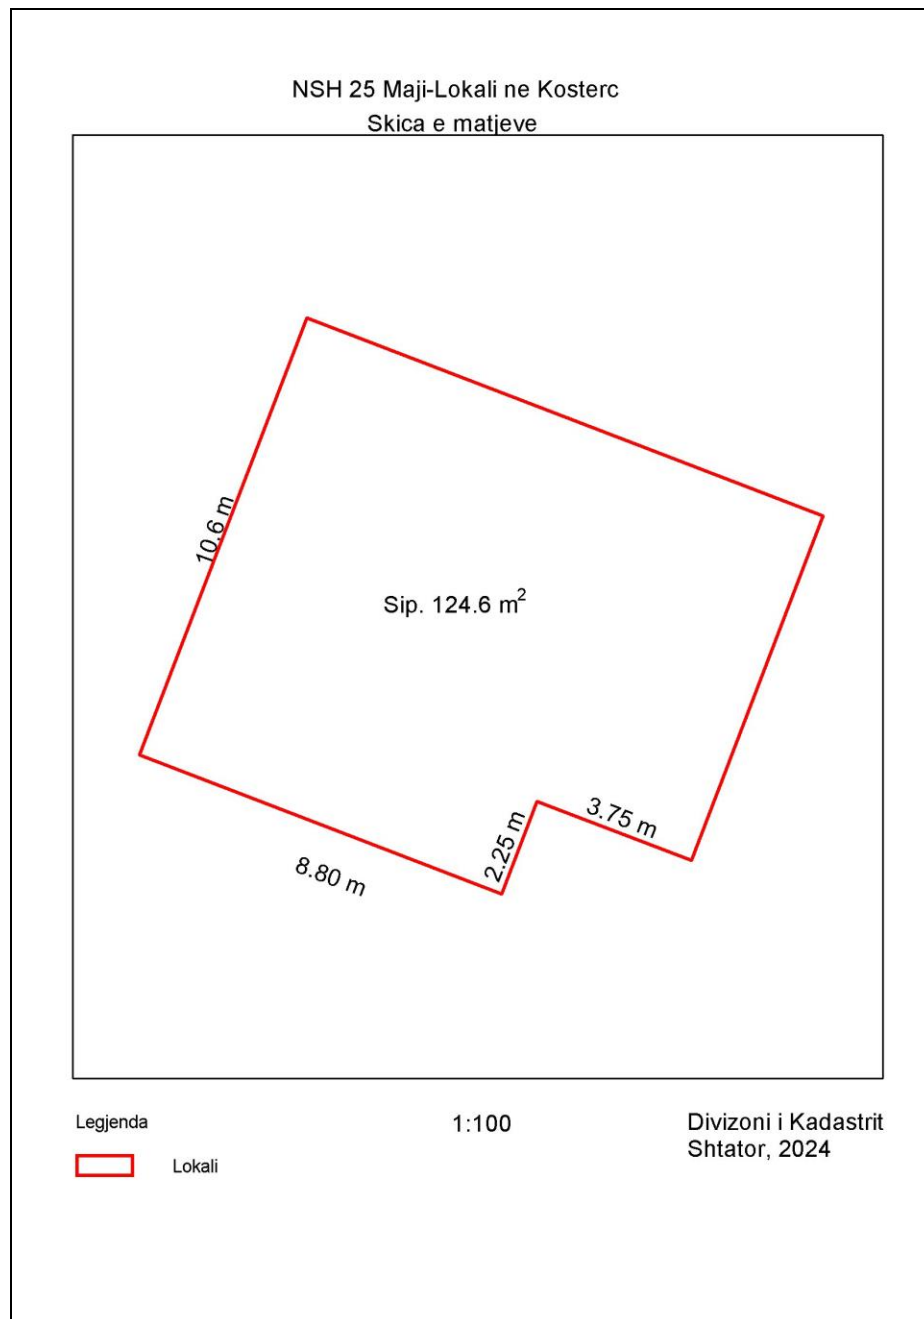 NSH 25 Maji-Lokali ne Kosterc
Skica e matjeve
10.6 m
Sip. 124.6 m²
3.75 m
2.25 m
8.80 m
Legjenda
Lokali
1:100
Divizoni i Kadastrit
Shtator, 2024